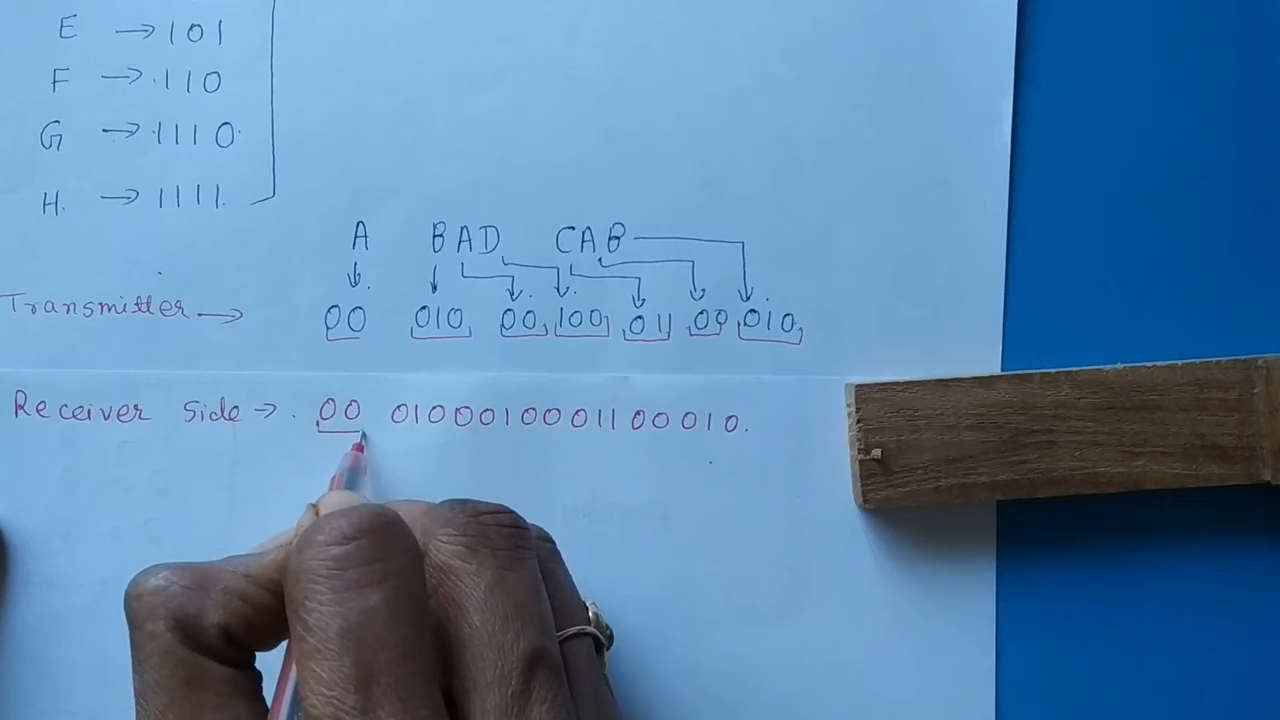 E → 101
F → 110
G → 1110
H. → 1111
A BAD CAB
Transmitter → 00 010 00 100 011 00 010
Receiver side → 00 0100010001100010.